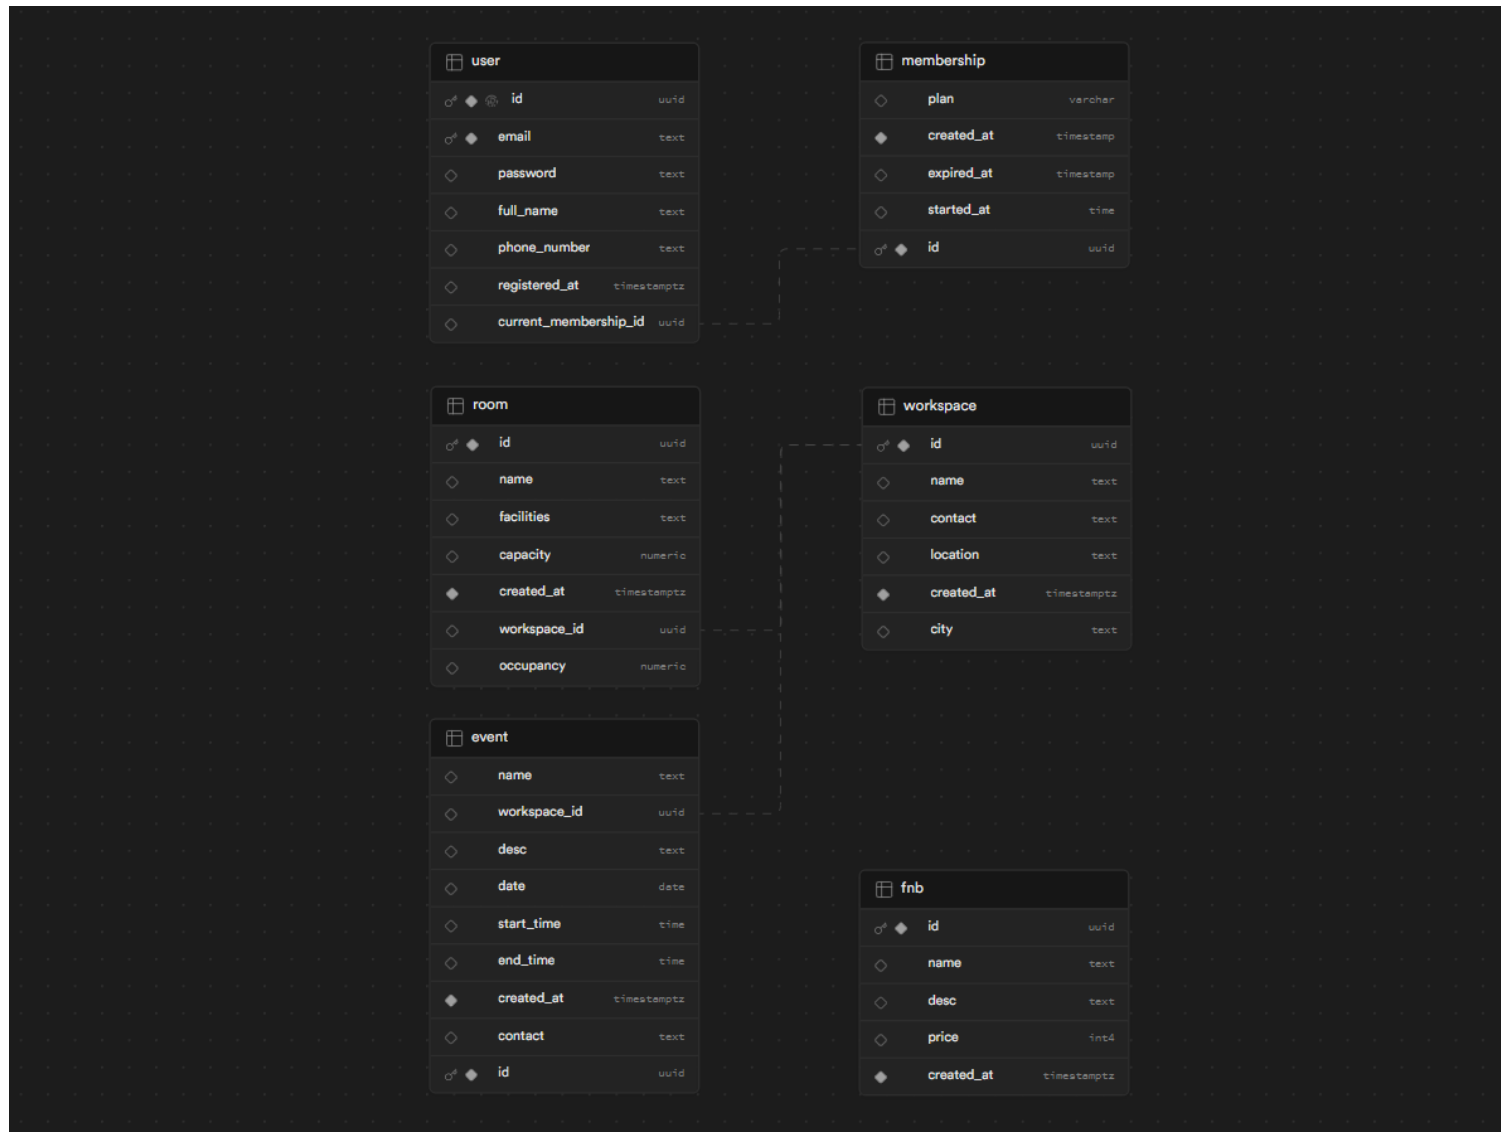 user
id uuid
email text
password text
full_name text
phone_number text
registered_at timestamptz
current_membership_id uuid
membership
plan varchar
created_at timestamp
expired_at timestamp
started_at time
id uuid
room
id uuid
name text
facilities text
capacity numeric
created_at timestamptz
workspace_id uuid
occupancy numeric
workspace
id uuid
name text
contact text
location text
created_at timestamptz
city text
event
name text
workspace_id uuid
desc text
date date
start_time time
end_time time
created_at timestamptz
contact text
id uuid
fnb
id uuid
name text
desc text
price int4
created_at timestamptz